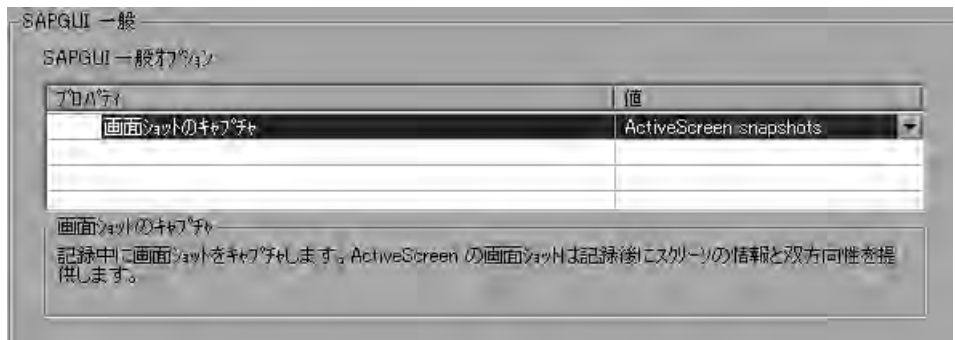 SAPGUI 一般
SAPGUI 一般オプション
プロパティ 値
画面ショットのキャプチャ ActiveScreen snapshots
画面ショットのキャプチャ
記録中に画面ショットをキャプチャします。ActiveScreen の画面ショットは記録後にスクリーンの情報と双方向性を提
供します。